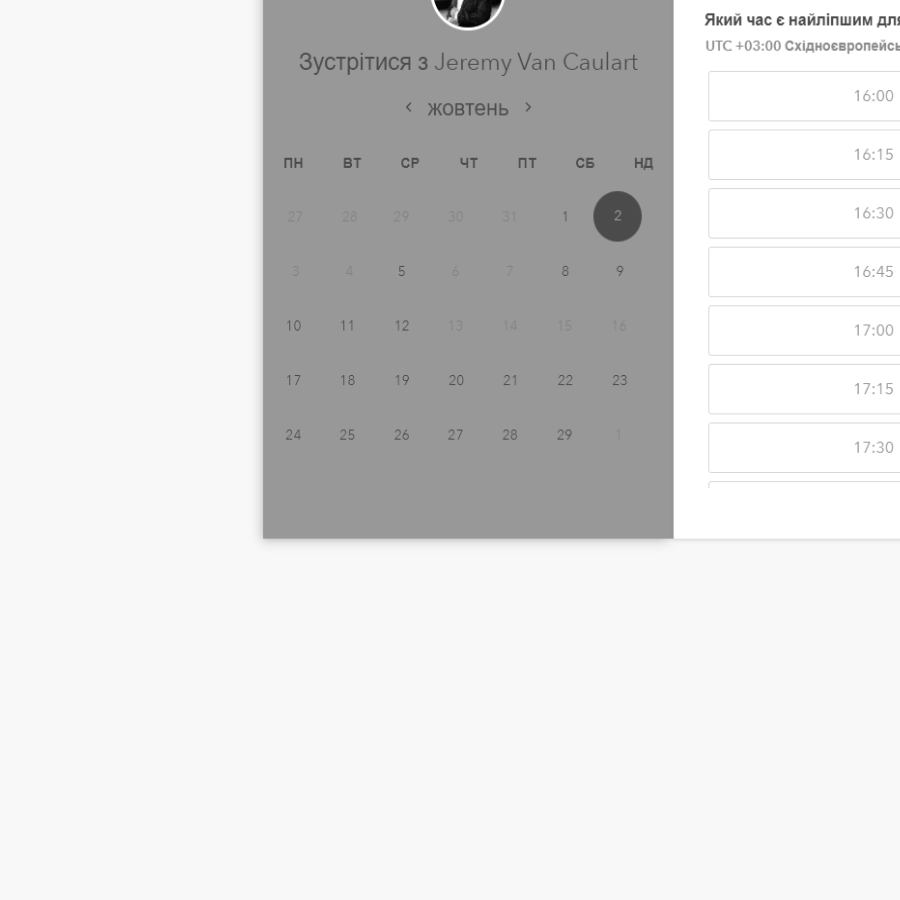 Зустрітися з Jeremy Van Caulart
‹ жовтень ›
ПН ВТ СР ЧТ ПТ СБ НД
27 28 29 30 31 1 2
3 4 5 6 7 8 9
10 11 12 13 14 15 16
17 18 19 20 21 22 23
24 25 26 27 28 29 1
Який час є найліпшим для
UTC +03:00
16:00
16:15
16:30
16:45
17:00
17:15
17:30